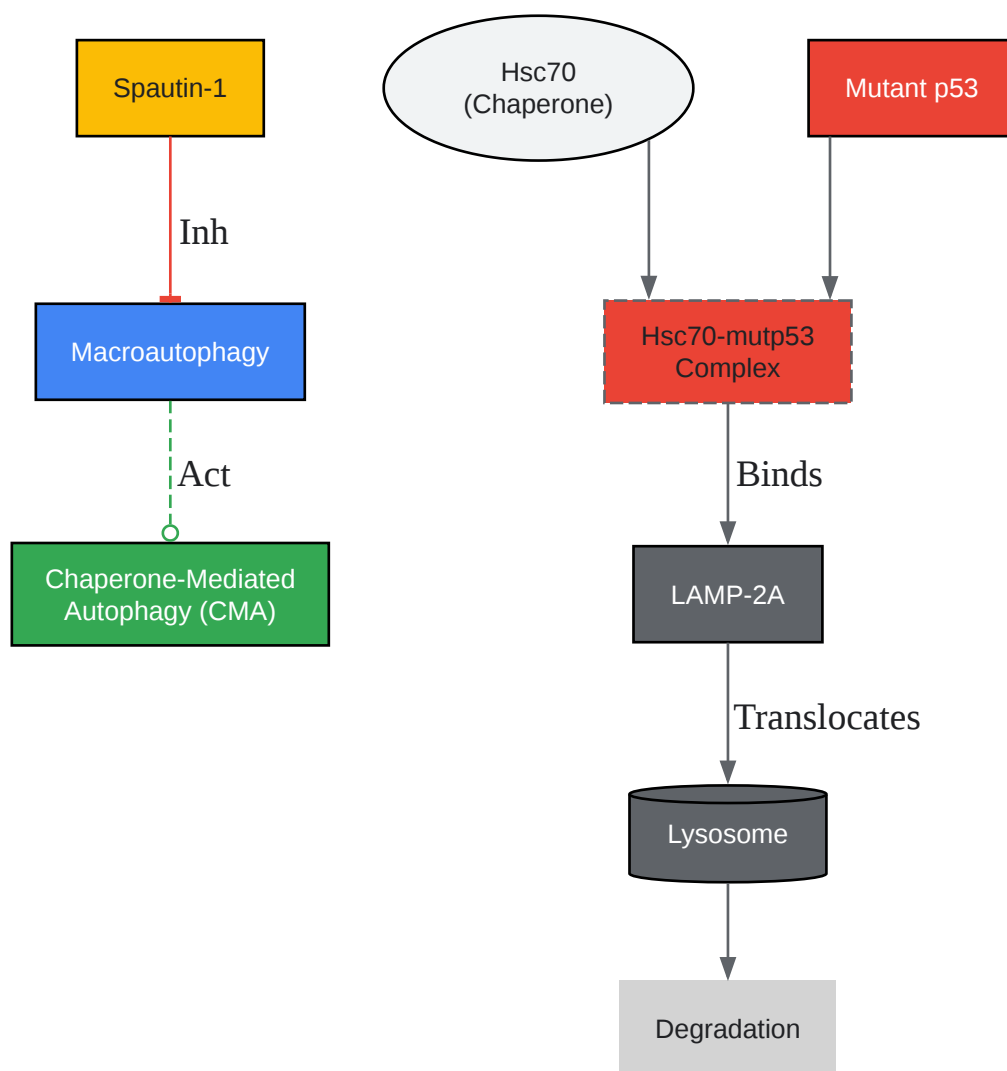 Spautin-1
Hsc70
(Chaperone)
Mutant p53
Inh
Macroautophagy
Hsc70-mutp53
Complex
Act
Binds
Chaperone-Mediated
Autophagy (CMA)
LAMP-2A
Translocates
Lysosome
Degradation